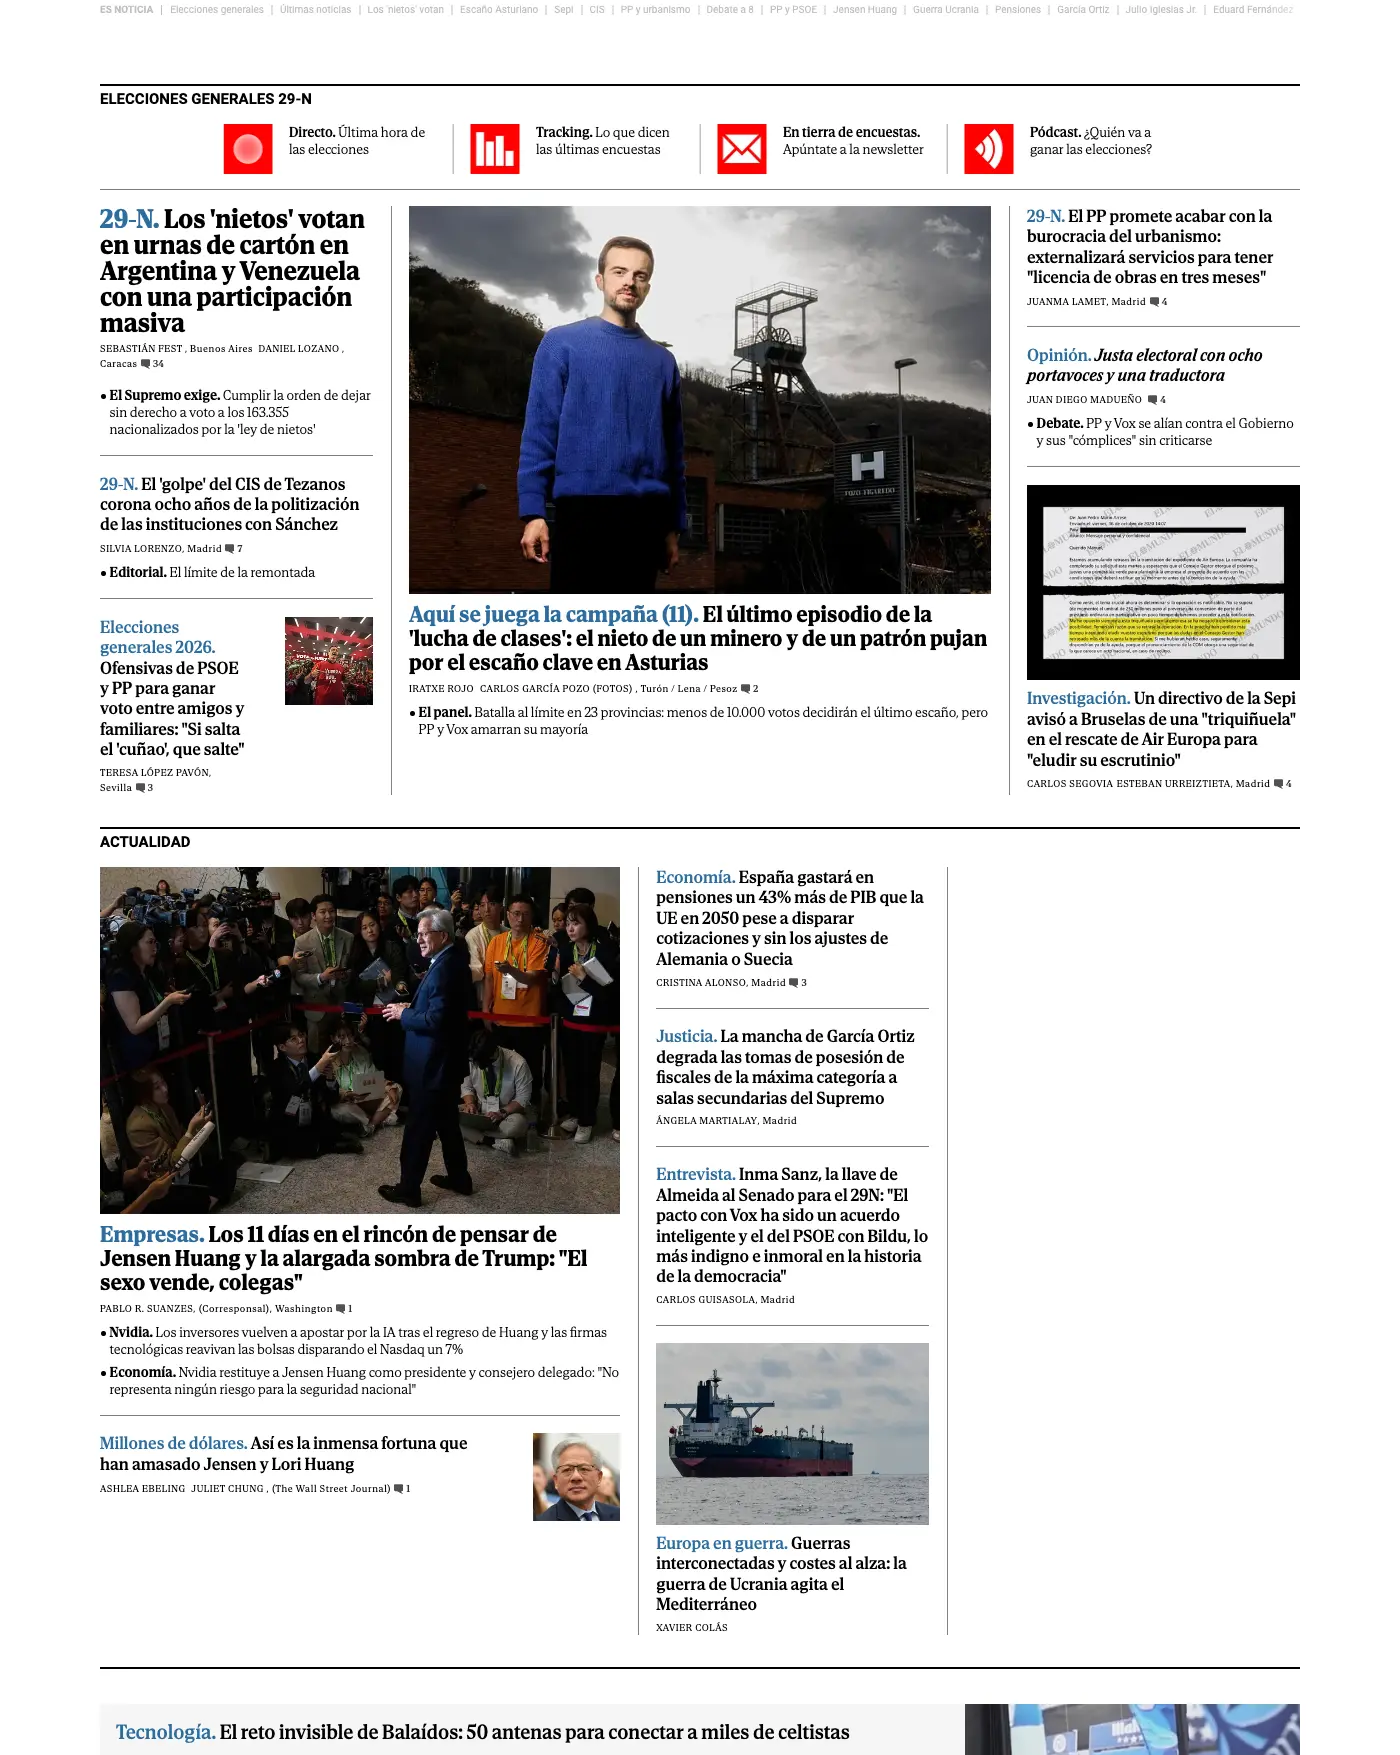 ES NOTICIA | Elecciones generales | Últimas noticias | Los 'nietos' votan | Escaño Asturiano | Sepi | CIS | PP y urbanismo | Debate a 8 | PP y PSOE | Jensen Huang | Guerra Ucrania | Pensiones | García Ortiz | Julio Iglesias Jr. | Eduard Fernández
ELECCIONES GENERALES 29-N
Directo. Última hora de
las elecciones
Tracking. Lo que dicen
las últimas encuestas
En tierra de encuestas.
Apúntate a la newsletter
Pódcast. ¿Quién va a
ganar las elecciones?
29-N. Los 'nietos' votan
en urnas de cartón en
Argentina y Venezuela
con una participación
masiva
SEBASTIÁN FEST , Buenos Aires DANIEL LOZANO ,
Caracas 34
• El Supremo exige. Cumplir la orden de dejar
sin derecho a voto a los 163.355
nacionalizados por la 'ley de nietos'
29-N. El 'golpe' del CIS de Tezanos
corona ocho años de la politización
de las instituciones con Sánchez
SILVIA LORENZO, Madrid 7
• Editorial. El límite de la remontada
Elecciones
generales 2026.
Ofensivas de PSOE
y PP para ganar
voto entre amigos y
familiares: "Si salta
el 'cuñao', que salte"
TERESA LÓPEZ PAVÓN,
Sevilla 3
H
POZO FIGAREDO
Aquí se juega la campaña (11). El último episodio de la
'lucha de clases': el nieto de un minero y de un patrón pujan
por el escaño clave en Asturias
IRATXE ROJO CARLOS GARCÍA POZO (FOTOS) , Turón / Lena / Pesoz 2
• El panel. Batalla al límite en 23 provincias: menos de 10.000 votos decidirán el último escaño, pero
PP y Vox amarran su mayoría
29-N. El PP promete acabar con la
burocracia del urbanismo:
externalizará servicios para tener
"licencia de obras en tres meses"
JUANMA LAMET, Madrid 4
Opinión. Justa electoral con ocho
portavoces y una traductora
JUAN DIEGO MADUEÑO 4
• Debate. PP y Vox se alían contra el Gobierno
y sus "cómplices" sin criticarse
EL MUNDO
Investigación. Un directivo de la Sepi
avisó a Bruselas de una "triquiñuela"
en el rescate de Air Europa para
"eludir su escrutinio"
CARLOS SEGOVIA ESTEBAN URREIZTIETA, Madrid 4
ACTUALIDAD
Empresas. Los 11 días en el rincón de pensar de
Jensen Huang y la alargada sombra de Trump: "El
sexo vende, colegas"
PABLO R. SUANZES, (Corresponsal), Washington 1
• Nvidia. Los inversores vuelven a apostar por la IA tras el regreso de Huang y las firmas
tecnológicas reavivan las bolsas disparando el Nasdaq un 7%
• Economía. Nvidia restituye a Jensen Huang como presidente y consejero delegado: "No
representa ningún riesgo para la seguridad nacional"
Millones de dólares. Así es la inmensa fortuna que
han amasado Jensen y Lori Huang
ASHLEA EBELING JULIET CHUNG , (The Wall Street Journal) 1
Economía. España gastará en
pensiones un 43% más de PIB que la
UE en 2050 pese a disparar
cotizaciones y sin los ajustes de
Alemania o Suecia
CRISTINA ALONSO, Madrid 3
Justicia. La mancha de García Ortiz
degrada las tomas de posesión de
fiscales de la máxima categoría a
salas secundarias del Supremo
ÁNGELA MARTIALAY, Madrid
Entrevista. Inma Sanz, la llave de
Almeida al Senado para el 29N: "El
pacto con Vox ha sido un acuerdo
inteligente y el del PSOE con Bildu, lo
más indigno e inmoral en la historia
de la democracia"
CARLOS GUISASOLA, Madrid
Europa en guerra. Guerras
interconectadas y costes al alza: la
guerra de Ucrania agita el
Mediterráneo
XAVIER COLÁS
Tecnología. El reto invisible de Balaídos: 50 antenas para conectar a miles de celtistas